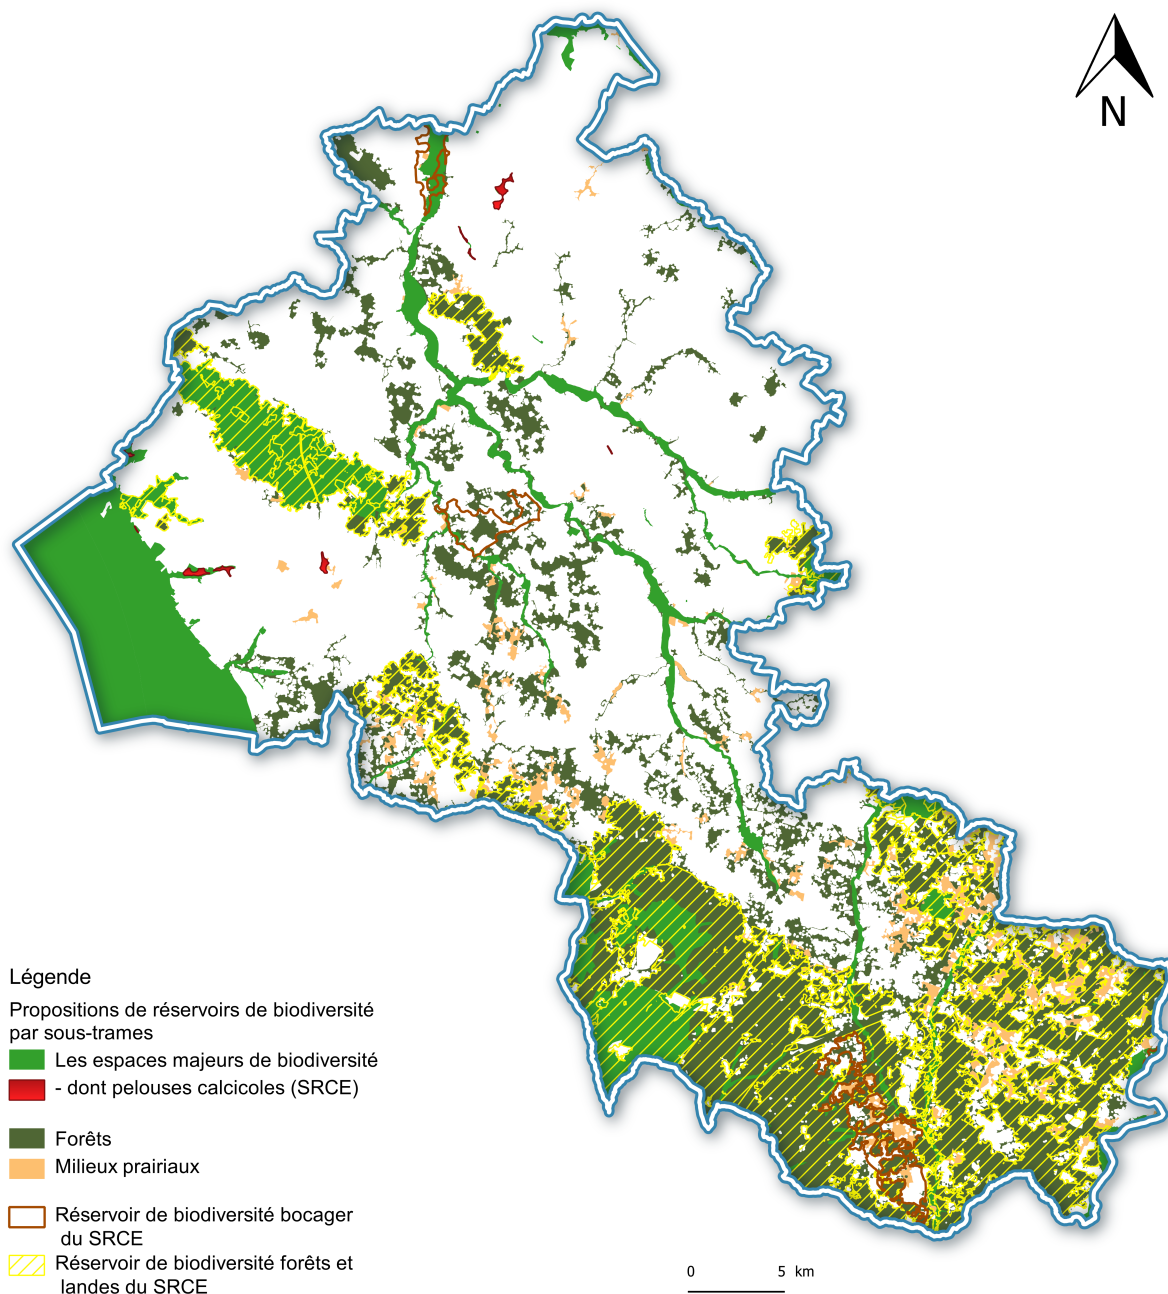 N
Légende
Propositions de réservoirs de biodiversité
par sous-trames
Les espaces majeurs de biodiversité
- dont pelouses calcicoles (SRCE)
Forêts
Milieux prairiaux
Réservoir de biodiversité bocager
du SRCE
Réservoir de biodiversité forêts et
landes du SRCE
0 5 km